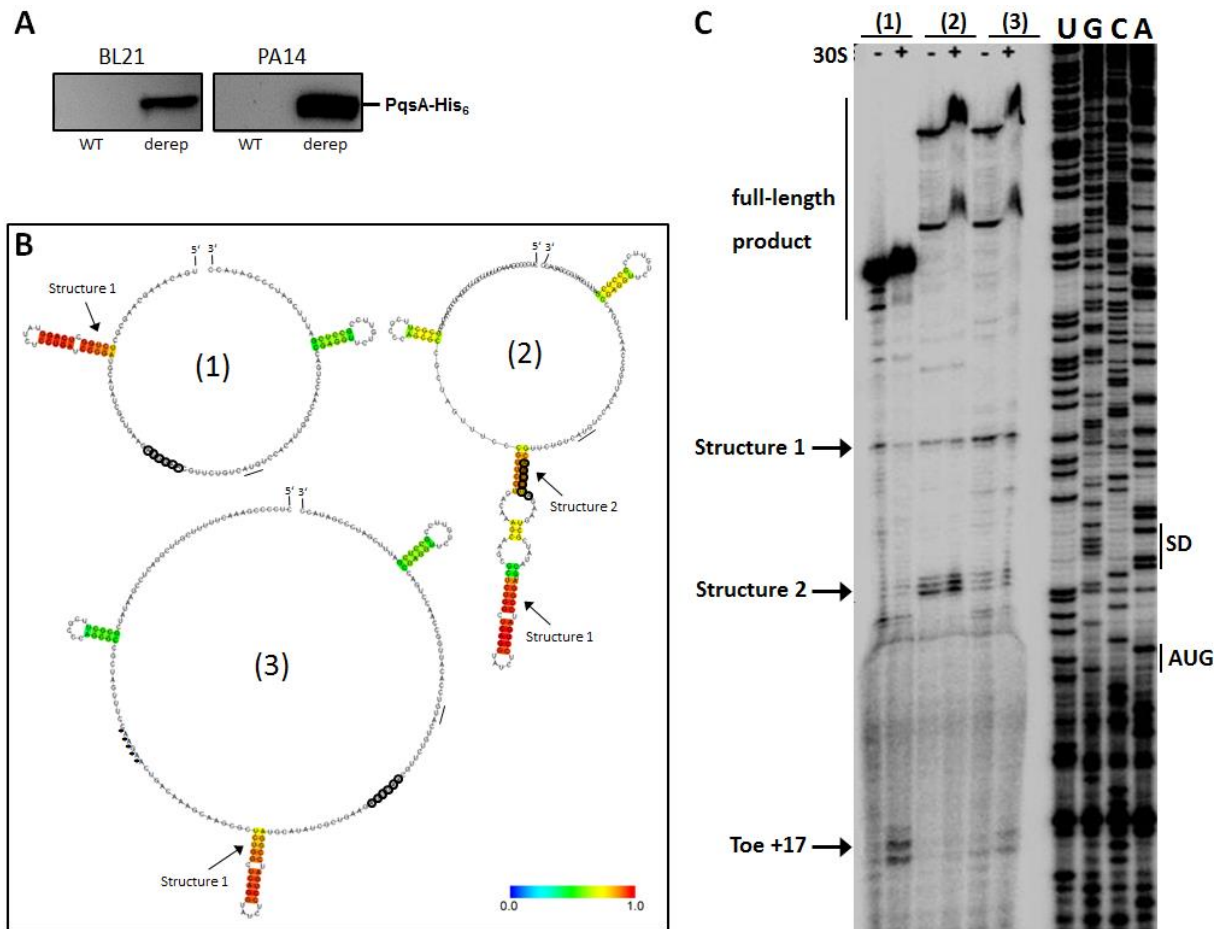 A
BL21 PA14
PqsA-His6
WT derep WT derep
B
5' 3'
Structure 1
(1)
5' 3'
(2)
Structure 2
Structure 1
5' 3'
(3)
Structure 1
0.0 1.0
C
(1) (2) (3) U G C A
30S - + - + - +
full-length
product
Structure 1
SD
Structure 2
AUG
Toe +17